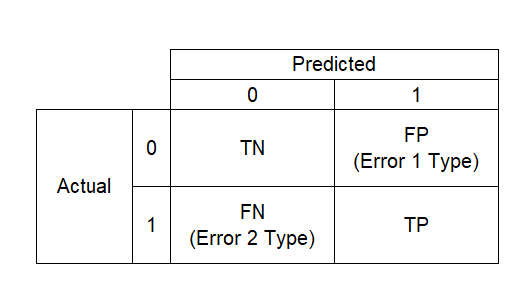 Predicted
0
1
Actual
0
TN
FP
(Error 1 Type)
1
FN
(Error 2 Type)
TP